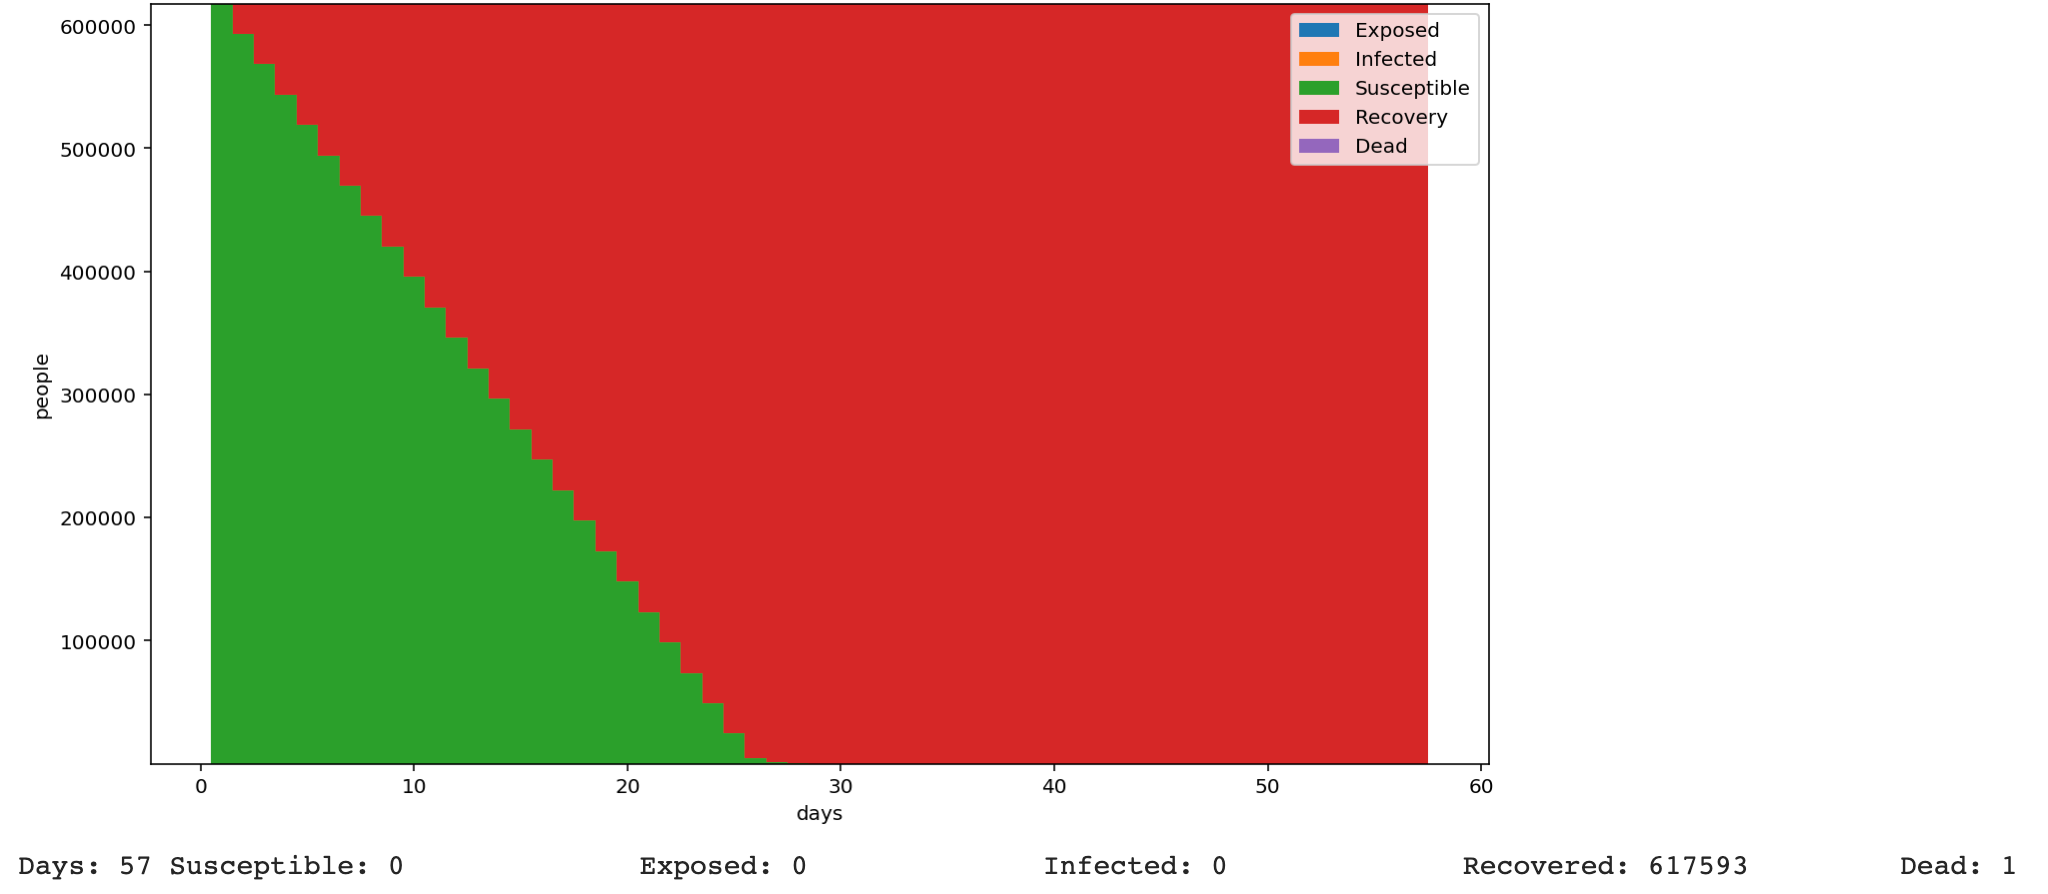 600000
500000
400000
300000
200000
100000
people
0 10 20 30 40 50 60
days
Exposed
Infected
Susceptible
Recovery
Dead
Days: 57 Susceptible: 0 Exposed: 0 Infected: 0 Recovered: 617593 Dead: 1